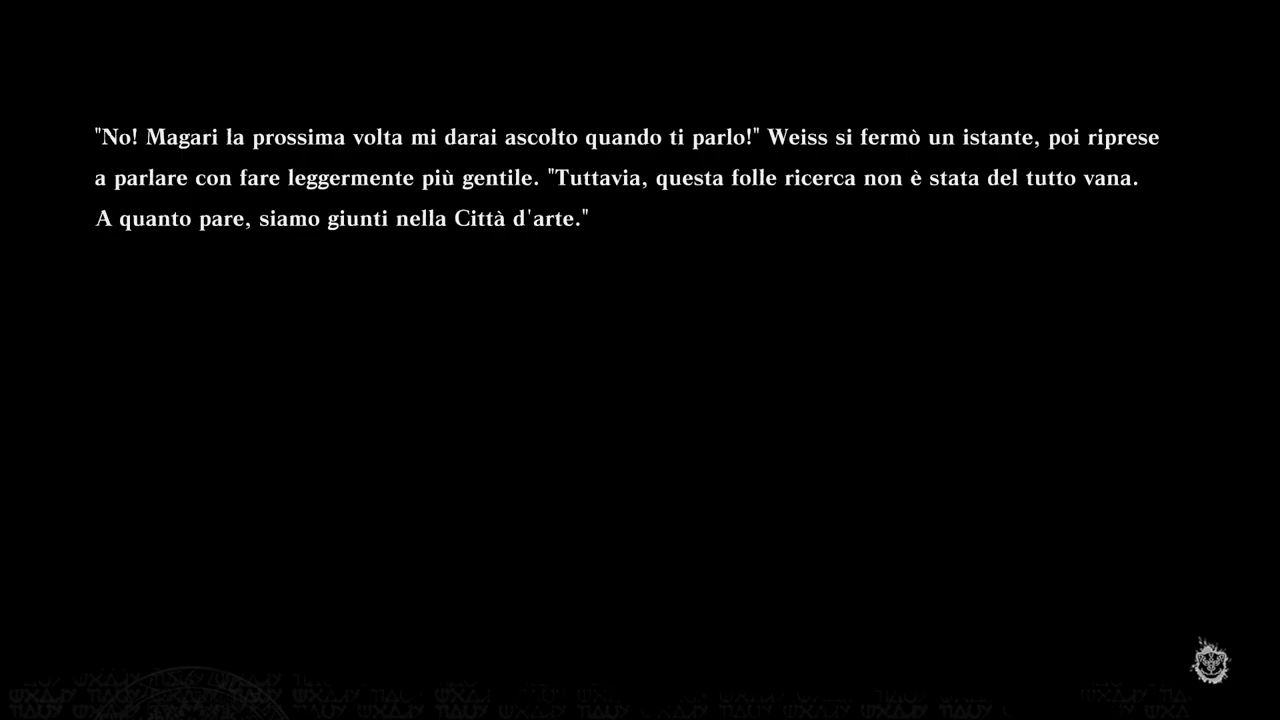 "No! Magari la prossima volta mi darai ascolto quando ti parlo!" Weiss si fermò un istante, poi riprese
a parlare con fare leggermente più gentile. "Tuttavia, questa folle ricerca non è stata del tutto vana.
A quanto pare, siamo giunti nella Città d'arte."